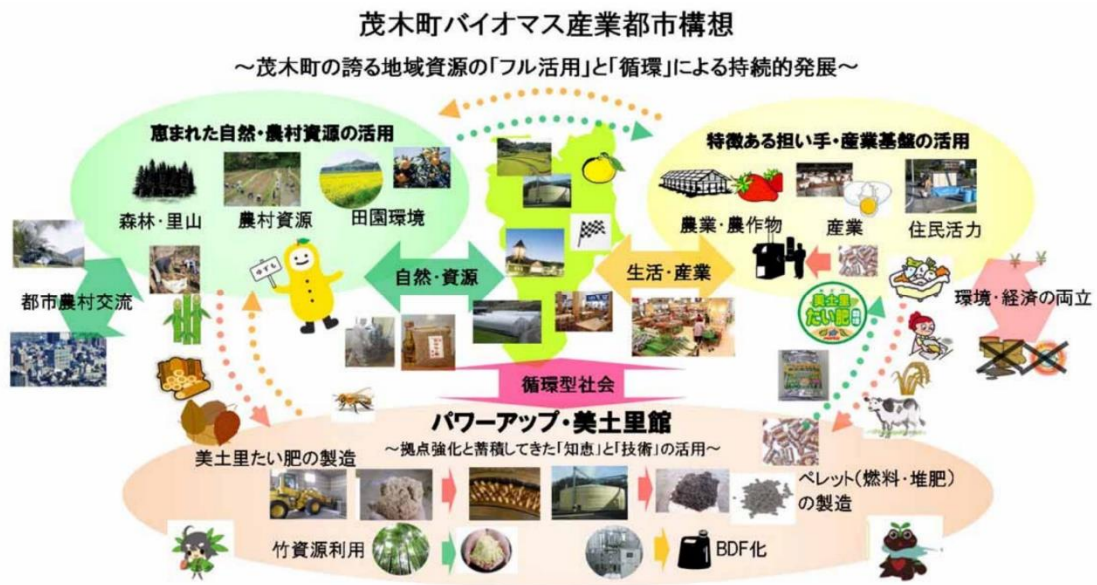 茂木町バイオマス産業都市構想
～茂木町の誇る地域資源の「フル活用」と「循環」による持続的発展～
恵まれた自然・農村資源の活用
特徴ある担い手・産業基盤の活用
森林・里山
農村資源
田園環境
農業・農作物
産業
住民活力
ゆずも
自然・資源
生活・産業
都市農村交流
美土里
たい肥
環境・経済の両立
循環型社会
パワーアップ・美土里館
～拠点強化と蓄積してきた「知恵」と「技術」の活用～
美土里たい肥の製造
ペレット(燃料・堆肥)
の製造
竹資源利用
BDF化